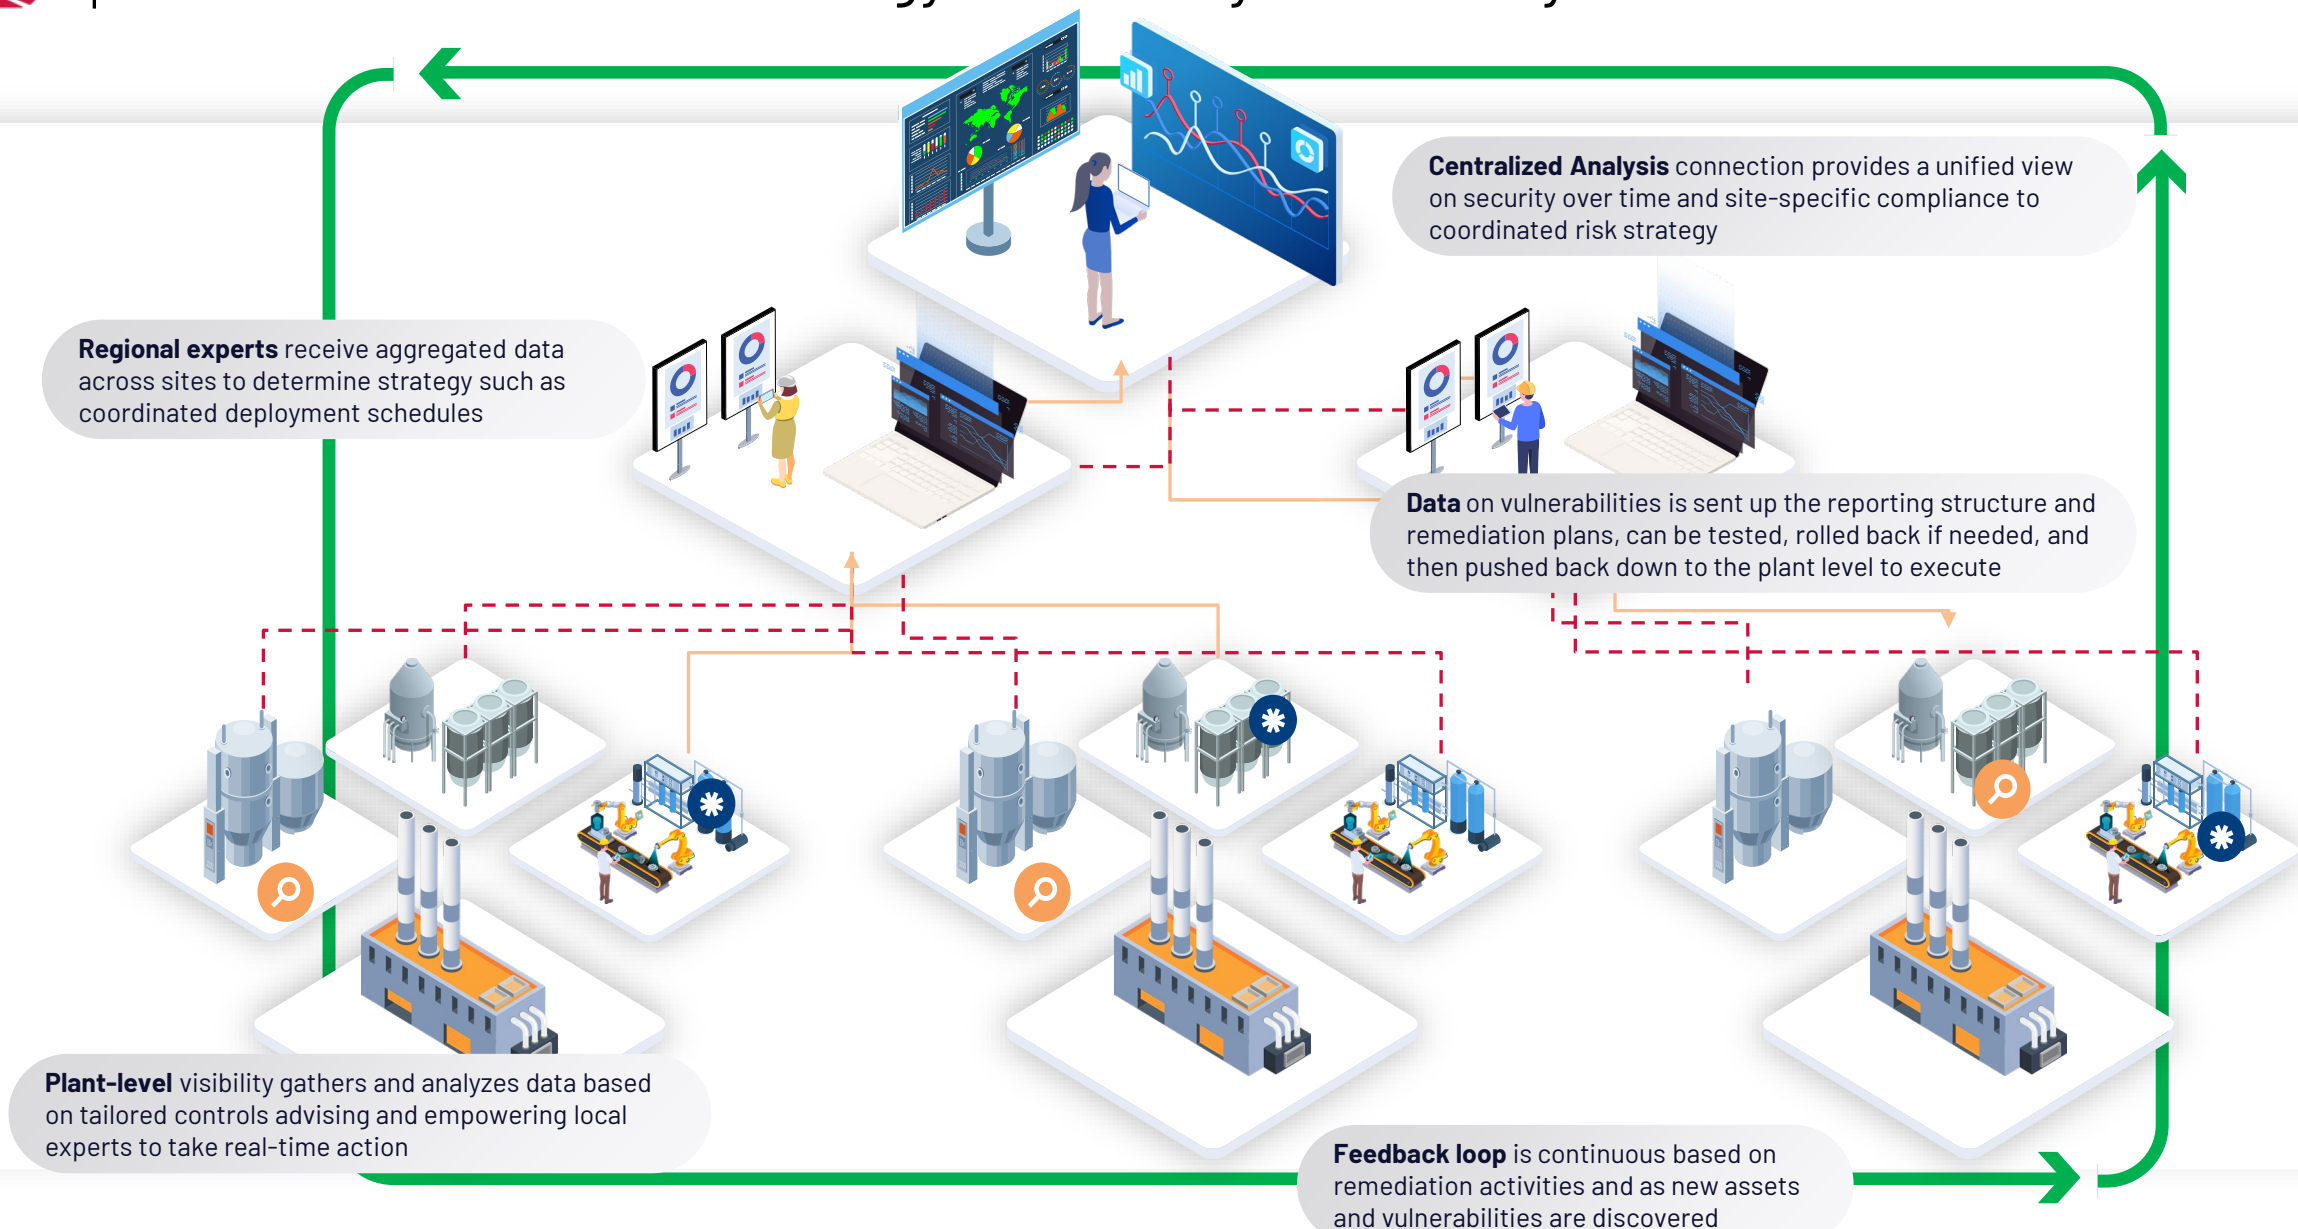 Centralized Analysis connection provides a unified view
on security over time and site-specific compliance to
coordinated risk strategy
Regional experts receive aggregated data
across sites to determine strategy such as
coordinated deployment schedules
Data on vulnerabilities is sent up the reporting structure and
remediation plans, can be tested, rolled back if needed, and
then pushed back down to the plant level to execute
Plant-level visibility gathers and analyzes data based
on tailored controls advising and empowering local
experts to take real-time action
Feedback loop is continuous based on
remediation activities and as new assets
and vulnerabilities are discovered